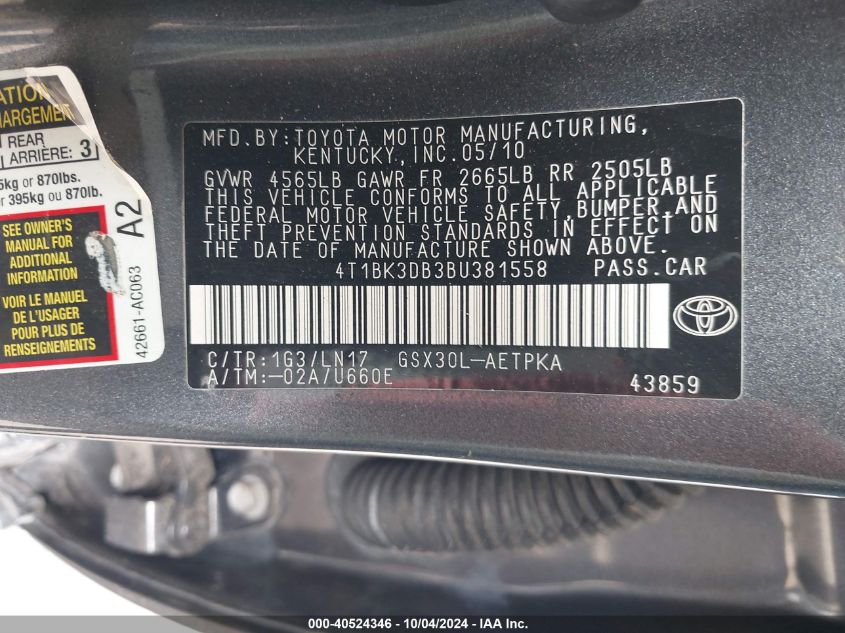 ATION
HARGEMENT
REAR
ARRIÈRE: 3
5kg or 870lbs.
r 395kg ou 870lb.
SEE OWNER'S
MANUAL FOR
ADDITIONAL
INFORMATION
VOIR LE MANUEL
DE L'USAGER
POUR PLUS DE
RENSEIGNEMENTS
A2
42661-AC063
MFD.BY:TOYOTA MOTOR MANUFACTURING,
KENTUCKY,INC.05/10
GVWR 4565LB GAWR FR 2665LB RR 2505LB
THIS VEHICLE CONFORMS TO ALL APPLICABLE
FEDERAL MOTOR VEHICLE SAFETY,BUMPER,AND
THEFT PREVENTION STANDARDS IN EFFECT ON
THE DATE OF MANUFACTURE SHOWN ABOVE.
4T1BK3DB3BU381558 PASS.CAR
C/TR:1G3/LN17 GSX30L-AETPKA
A/TM:-02A/U660E
43859
000-40524346 - 10/04/2024 - IAA Inc.